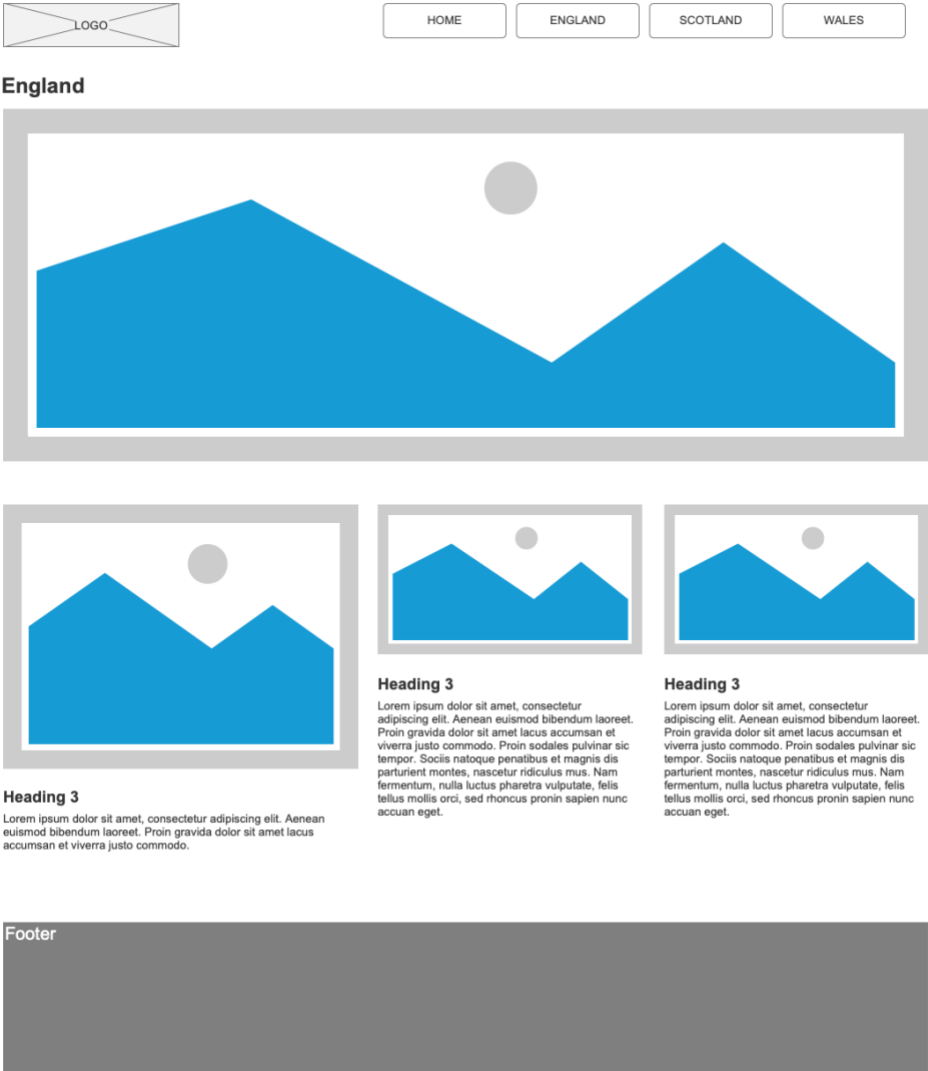 LOGO
HOME
ENGLAND
SCOTLAND
WALES
England
Heading 3
Lorem ipsum dolor sit amet, consectetur adipiscing elit. Aenean
euismod bibendum laoreet. Proin gravida dolor sit amet lacus
accumsan et viverra justo commodo.
Heading 3
Lorem ipsum dolor sit amet, consectetur
adipiscing elit. Aenean euismod bibendum laoreet.
Proin gravida dolor sit amet lacus accumsan et
viverra justo commodo. Proin sodales pulvinar sic
tempor. Sociis natoque penatibus et magnis dis
parturient montes, nascetur ridiculus mus. Nam
fermentum, nulla luctus pharetra vulputate, felis
tellus mollis orci, sed rhoncus pronin sapien nunc
accuan eget.
Heading 3
Lorem ipsum dolor sit amet, consectetur
adipiscing elit. Aenean euismod bibendum laoreet.
Proin gravida dolor sit amet lacus accumsan et
viverra justo commodo. Proin sodales pulvinar sic
tempor. Sociis natoque penatibus et magnis dis
parturient montes, nascetur ridiculus mus. Nam
fermentum, nulla luctus pharetra vulputate, felis
tellus mollis orci, sed rhoncus pronin sapien nunc
accuan eget.
Footer